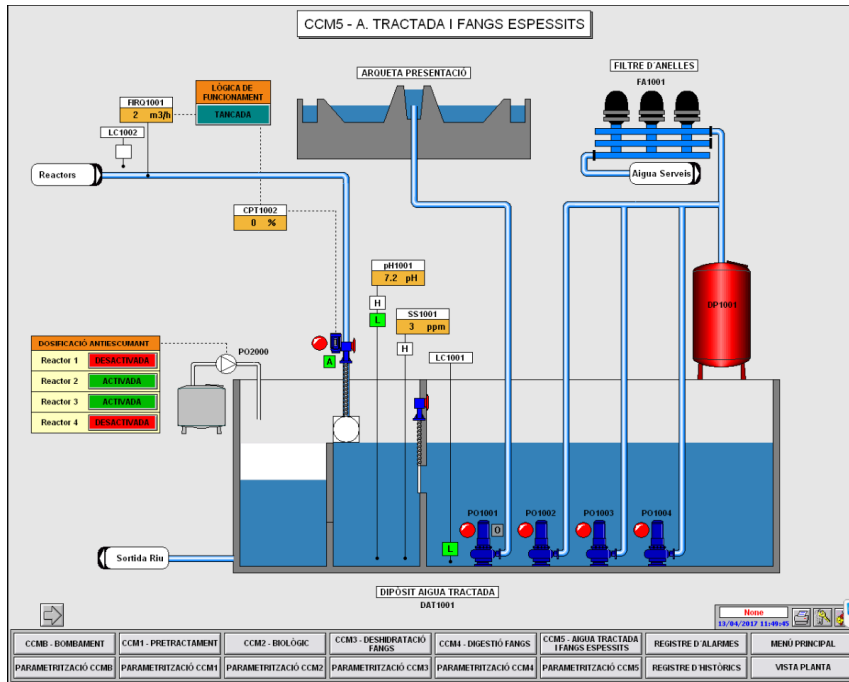 CCM5 - A. TRACTADA I FANGS ESPESSITS
ARQUETA PRESENTACIÓ
FILTRE D'ANELLES
FA1001
LÒGICA DE
FUNCIONAMENT
TANCADA
FIRQ1001
2 m3/h
LC1002
Reactors
Aigua Serveis
CPT1002
0 %
pH1001
7.2 pH
H
L
SS1001
3 ppm
H
LC1001
DP1001
DOSIFICACIÓ ANTIESCUMANT
Reactor 1 DESACTIVADA
Reactor 2 ACTIVADA
Reactor 3 ACTIVADA
Reactor 4 DESACTIVADA
PO2000
A
PO1001
O
PO1002
PO1003
PO1004
L
Sortida Riu
DIPÒSIT AIGUA TRACTADA
DAT1001
None
13/04/2017 11:49:45
CCMB - BOMBAMENT
CCM1 - PRETRACTAMENT
CCM2 - BIOLÒGIC
CCM3 - DESHIDRATACIÓ
FANGS
CCM4 - DIGESTIÓ FANGS
CCM5 - AIGUA TRACTADA
I FANGS ESPESSITS
REGISTRE D'ALARMES
MENÚ PRINCIPAL
PARAMETRITZACIÓ CCMB
PARAMETRITZACIÓ CCM1
PARAMETRITZACIÓ CCM2
PARAMETRITZACIÓ CCM3
PARAMETRITZACIÓ CCM4
PARAMETRITZACIÓ CCM5
REGISTRE D'HISTÒRICS
VISTA PLANTA